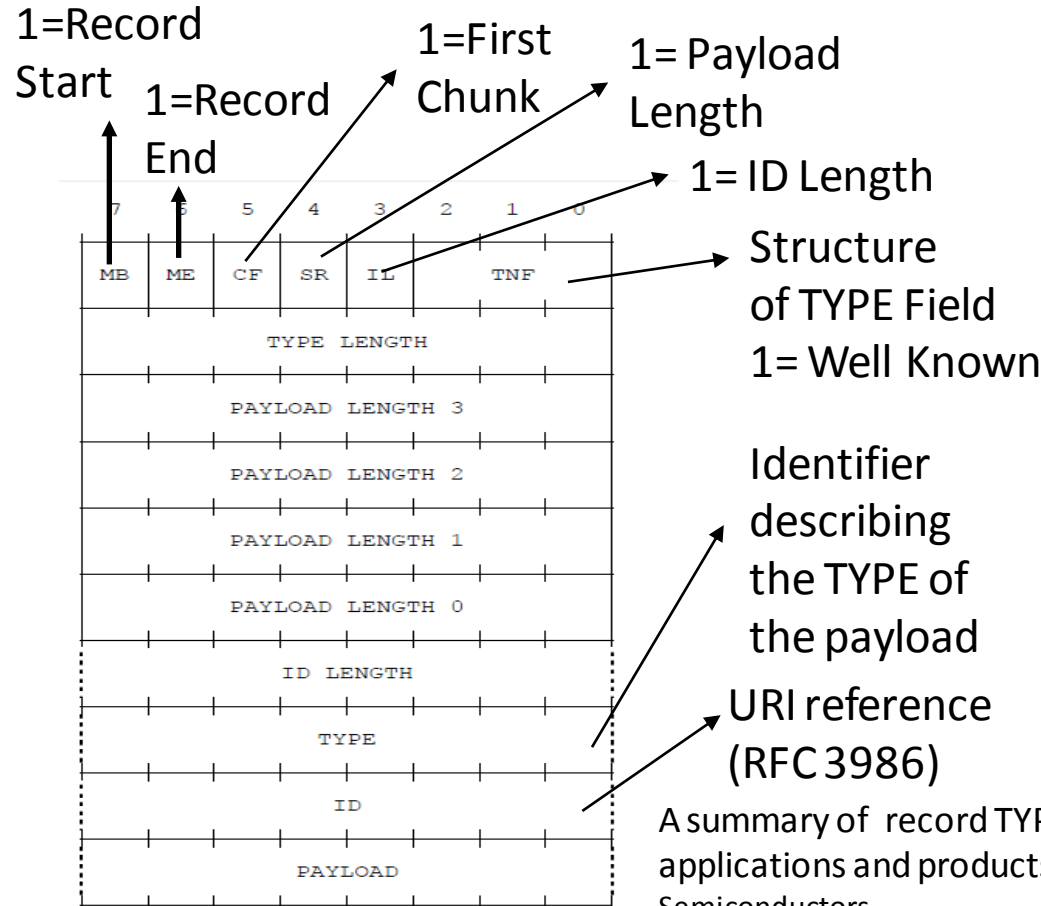 1=Record
Start
1=Record
End
1=First
Chunk
1= Payload
Length
1= ID Length
7 5 4 3 2 1 0
MB ME CF SR IL TNF
Structure
of TYPE Field
1= Well Known
TYPE LENGTH
PAYLOAD LENGTH 3
PAYLOAD LENGTH 2
PAYLOAD LENGTH 1
PAYLOAD LENGTH 0
Identifier
describing
the TYPE of
the payload
ID LENGTH
TYPE
URI reference
(RFC 3986)
ID
PAYLOAD
A summary of record
applications and
Semiconductors